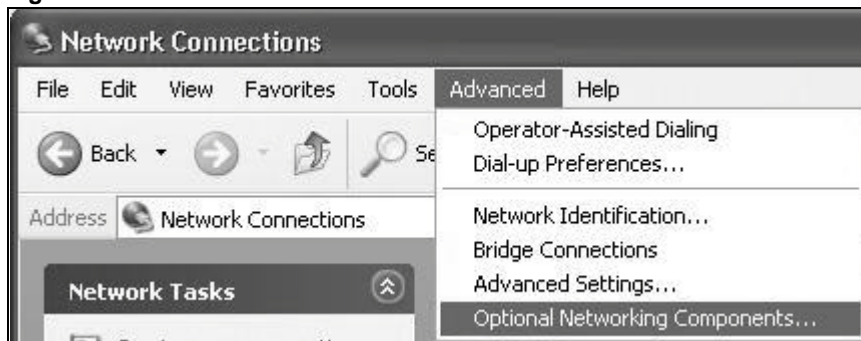 Network Connections
File Edit View Favorites Tools Advanced Help
Operator-Assisted Dialing
Back
Dial-up Preferences...
Address Network Connections
Network Identification...
Bridge Connections
Advanced Settings...
Network Tasks
Optional Networking Components...